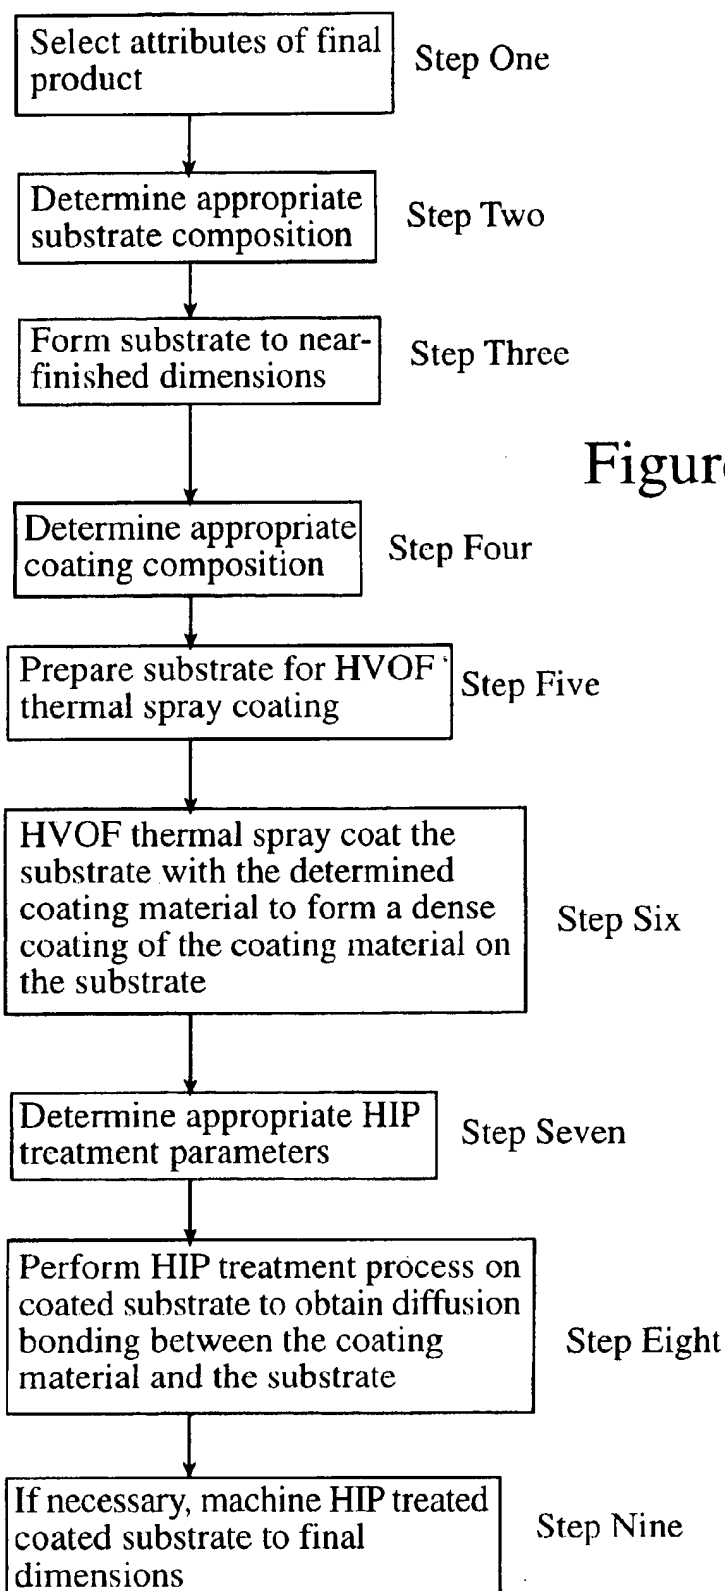 Select attributes of final
product
Step One
Determine appropriate
substrate composition
Step Two
Form substrate to near-
finished dimensions
Step Three
Figure
Determine appropriate
coating composition
Step Four
Prepare substrate for HVOF
thermal spray coating
Step Five
HVOF thermal spray coat the
substrate with the determined
coating material to form a dense
coating of the coating material on
the substrate
Step Six
Determine appropriate HIP
treatment parameters
Step Seven
Perform HIP treatment process on
coated substrate to obtain diffusion
bonding between the coating
material and the substrate
Step Eight
If necessary, machine HIP treated
coated substrate to final
dimensions
Step Nine